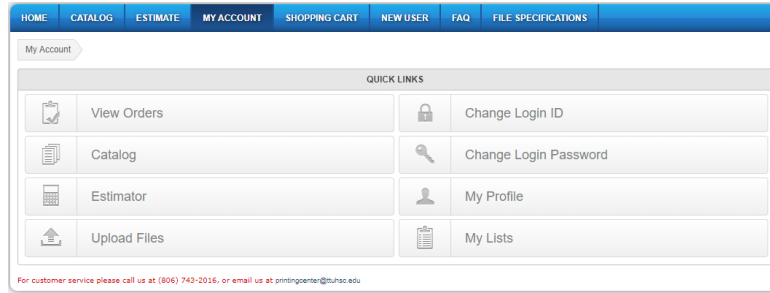 HOME CATALOG ESTIMATE MY ACCOUNT SHOPPING CART NEW USER FAQ FILE SPECIFICATIONS
My Account
QUICK LINKS
View Orders Change Login ID
Catalog Change Login Password
Estimator My Profile
Upload Files My Lists
For customer service please call us at (806) 743-2016, or email us at printingcenter@ttuhsc.edu